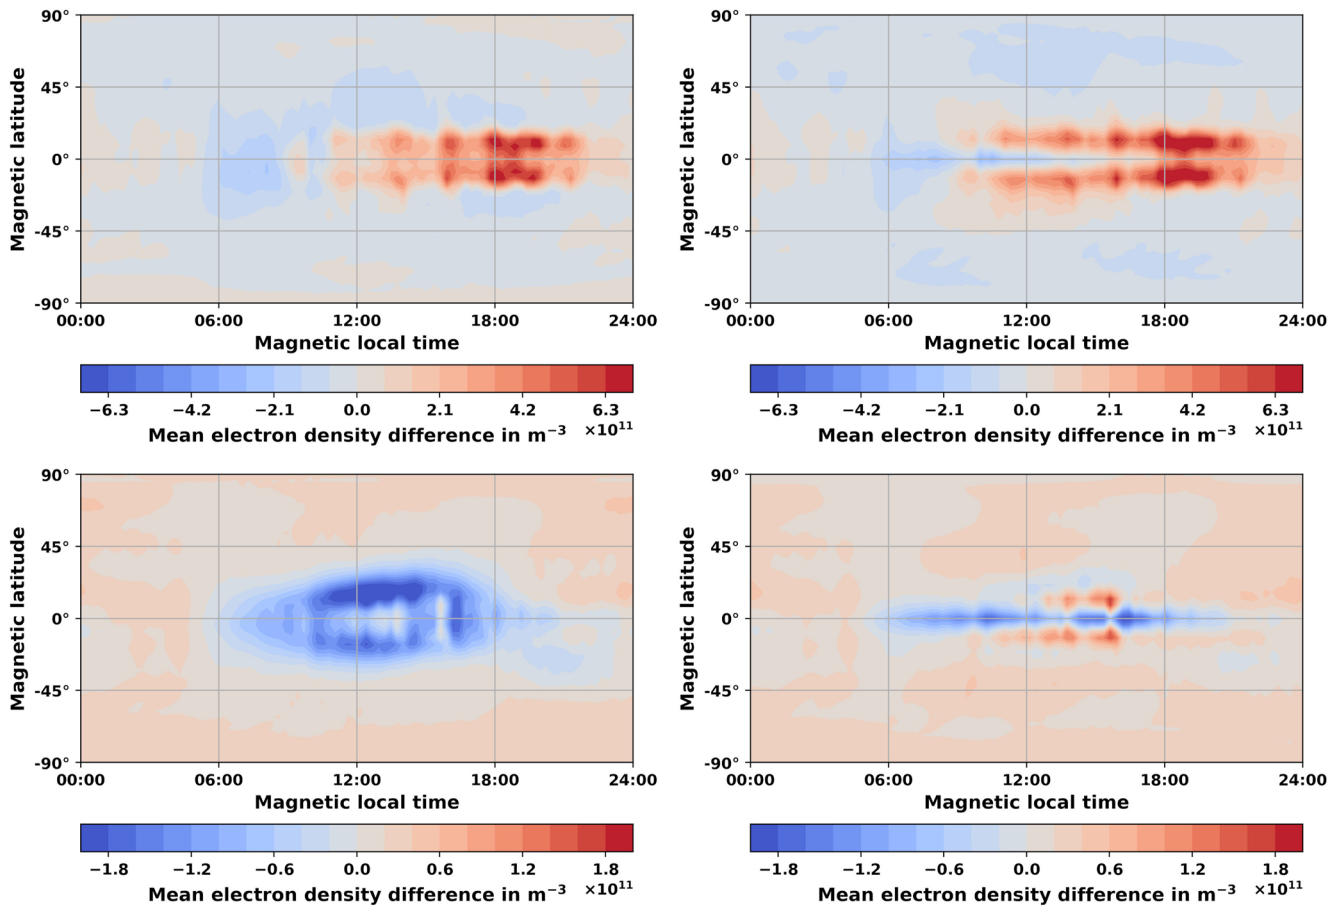 90°
45°
0°
-45°
-90°
Magnetic latitude
00:00 06:00 12:00 18:00 24:00
Magnetic local time
−6.3 −4.2 −2.1 0.0 2.1 4.2 6.3
Mean electron density difference in m⁻³ ×10¹¹
90°
45°
0°
-45°
-90°
Magnetic latitude
00:00 06:00 12:00 18:00 24:00
Magnetic local time
−6.3 −4.2 −2.1 0.0 2.1 4.2 6.3
Mean electron density difference in m⁻³ ×10¹¹
90°
45°
0°
-45°
-90°
Magnetic latitude
00:00 06:00 12:00 18:00 24:00
Magnetic local time
−1.8 −1.2 −0.6 0.0 0.6 1.2 1.8
Mean electron density difference in m⁻³ ×10¹¹
90°
45°
0°
-45°
-90°
Magnetic latitude
00:00 06:00 12:00 18:00 24:00
Magnetic local time
−1.8 −1.2 −0.6 0.0 0.6 1.2 1.8
Mean electron density difference in m⁻³ ×10¹¹